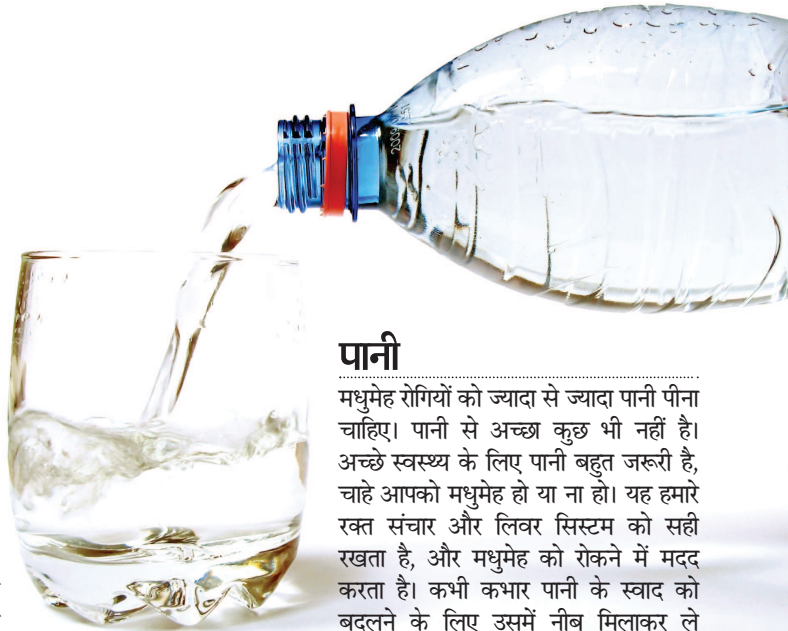 पानी
मधुमेह रोगियों को ज्यादा से ज्यादा पानी पीना
चाहिए। पानी से अच्छा कुछ भी नहीं है।
अच्छे स्वस्थ्य के लिए पानी बहुत जरूरी है,
चाहे आपको मधुमेह हो या ना हो। यह हमारे
रक्त संचार और लिवर सिस्टम को सही
रखता है, और मधुमेह को रोकने में मदद
करता है। कभी कभार पानी के स्वाद को
बदलने के लिए उसमें नीबू मिलाकर ले